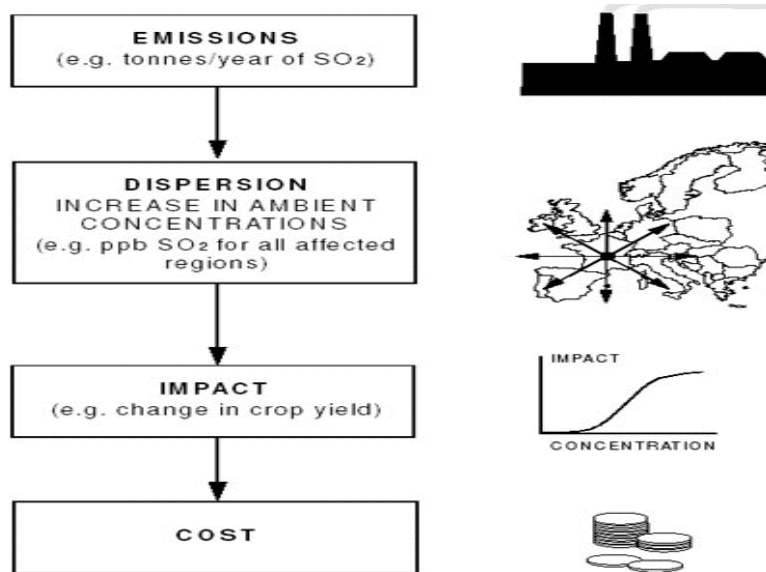 EMISSIONS
(e.g. tonnes/year of SO₂)
DISPERSION
INCREASE IN AMBIENT
CONCENTRATIONS
(e.g. ppb SO₂ for all affected
regions)
IMPACT
(e.g. change in crop yield)
IMPACT
CONCENTRATION
COST